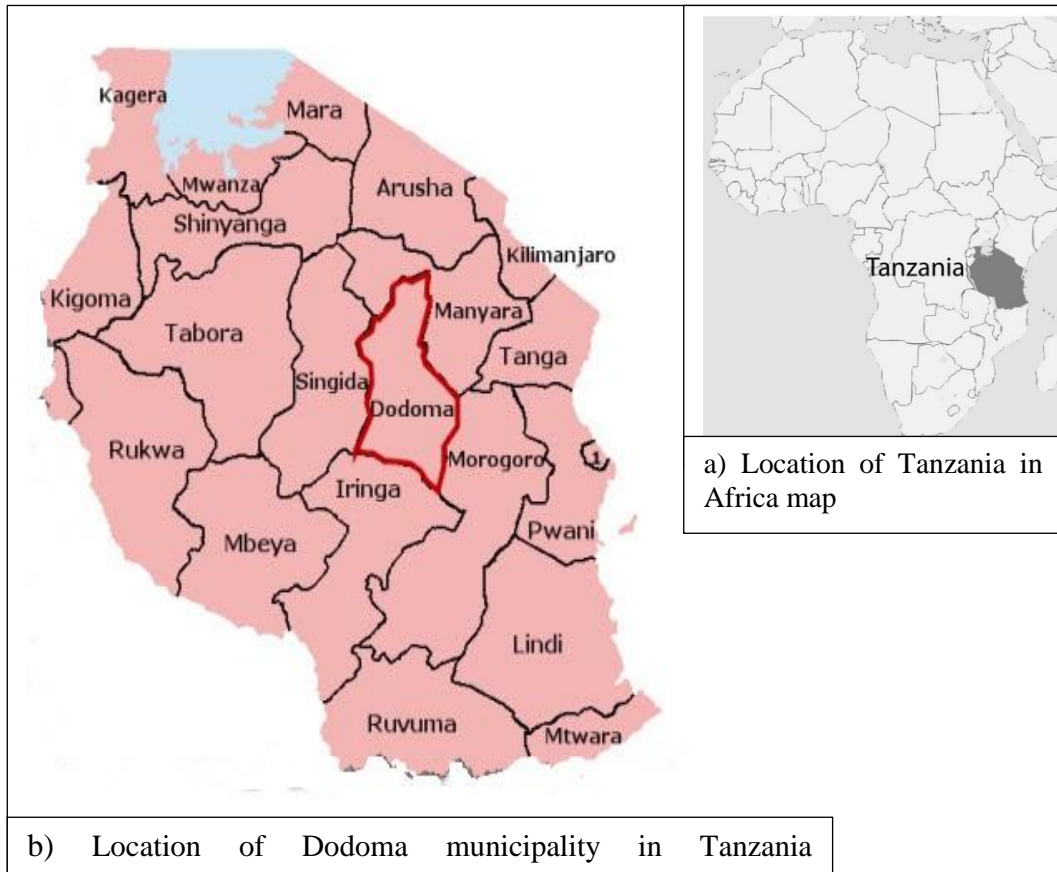 Kagera
Mara
Mwanza
Arusha
Shinyanga
Kilimanjaro
Kigoma
Manyara
Tabora
Tanga
Singida
Dodoma
Rukwa
Morogoro
1
Iringa
Pwani
Mbeya
Lindi
Ruvuma
Mtwara
b) Location of Dodoma municipality in Tanzania
Tanzania
a) Location of Tanzania in
Africa map